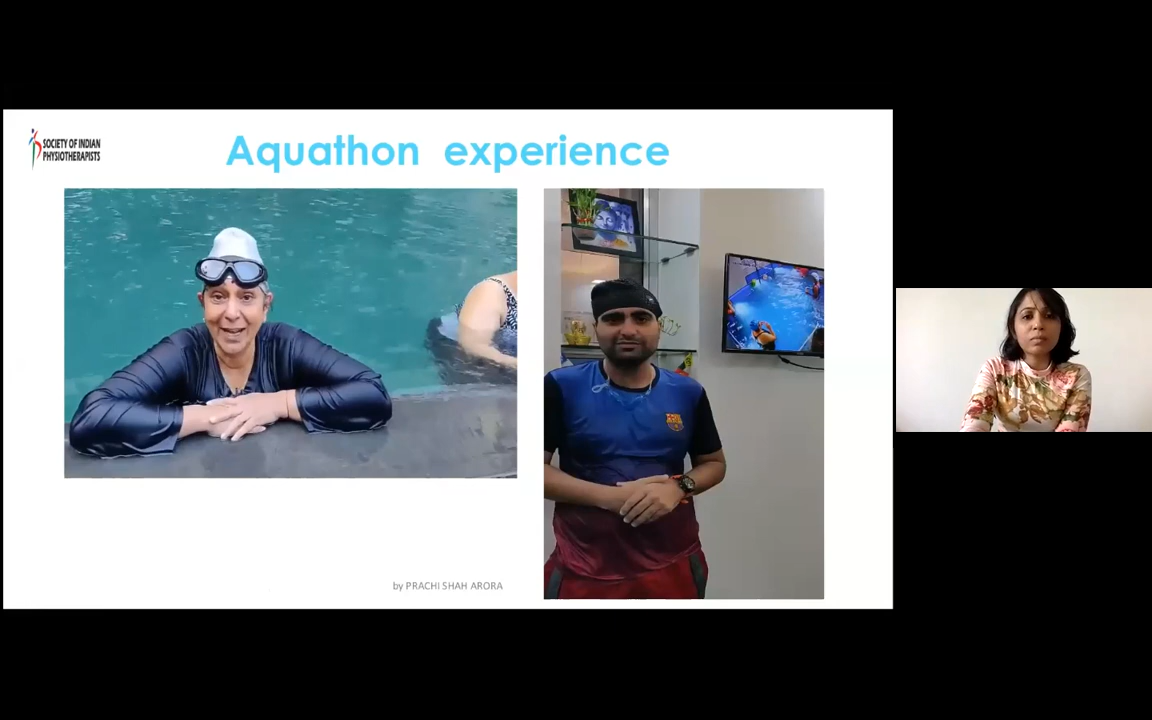 SOCIETY OF INDIAN
PHYSIOTHERAPISTS
Aquathon experience
by PRACHI SHAH ARORA